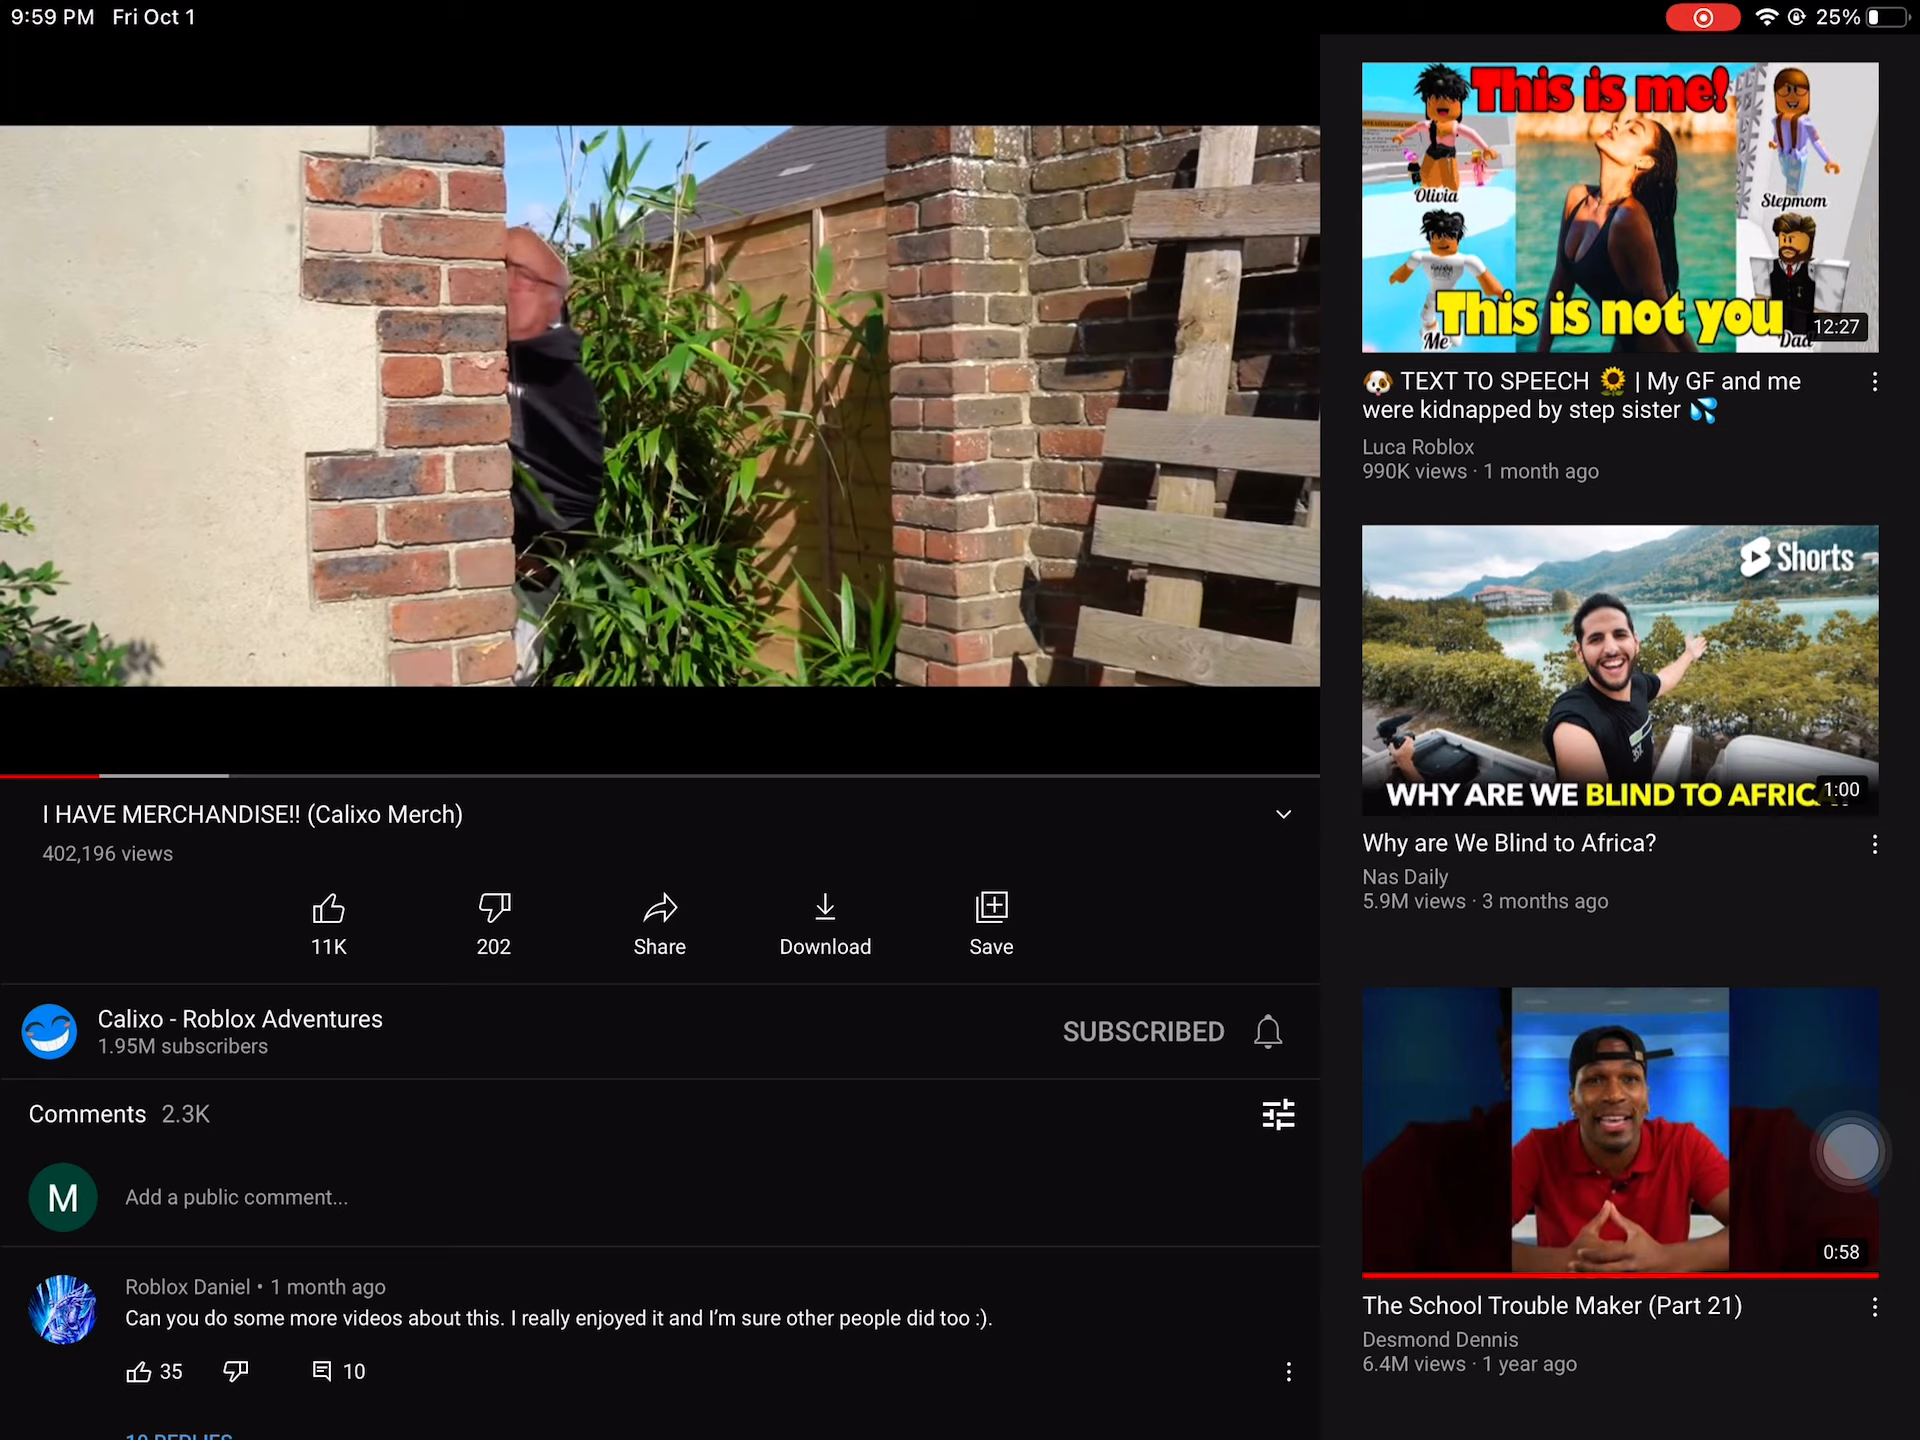 9:59 PM Fri Oct 1
25%
I HAVE MERCHANDISE!! (Calixo Merch)
402,196 views
11K
202
Share
Download
Save
Calixo - Roblox Adventures
1.95M subscribers
SUBSCRIBED
Comments 2.3K
M
Add a public comment...
Roblox Daniel • 1 month ago
Can you do some more videos about this. I really enjoyed it and I'm sure other people did too :).
35
10
10 REPLIES
This is me!
Olivia
Stepmom
This is not you
Me
Dad
12:27
🐶 TEXT TO SPEECH 🌻 | My GF and me
were kidnapped by step sister 💦
Luca Roblox
990K views · 1 month ago
Shorts
WHY ARE WE BLIND TO AFRIC
1:00
Why are We Blind to Africa?
Nas Daily
5.9M views · 3 months ago
0:58
The School Trouble Maker (Part 21)
Desmond Dennis
6.4M views · 1 year ago